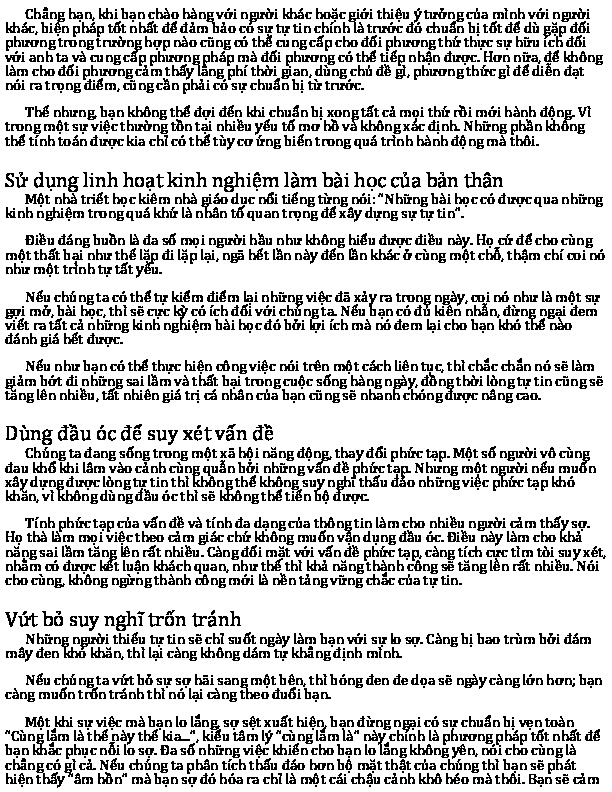 Chẳng hạn, khi bạn chào hàng với người khác hoặc giới thiệu ý tưởng của mình với người
khác, biện pháp tốt nhất để đảm bảo có sự tự tin chính là trước đó chuẩn bị tốt để dù gặp đối
phương trong trường hợp nào cũng có thể cung cấp cho đối phương thứ thực sự hữu ích đối
với anh ta và cung cấp phương pháp mà đối phương có thể tiếp nhận được. Hơn nữa, để không
làm cho đối phương cảm thấy lãng phí thời gian, dùng chủ đề gì, phương thức gì để diễn đạt
nói ra trọng điểm, cũng cần phải có sự chuẩn bị từ trước.
Thế nhưng, bạn không thể đợi đến khi chuẩn bị xong tất cả mọi thứ rồi mới hành động. Vì
trong một sự việc thường tồn tại nhiều yếu tố mơ hồ và không xác định. Những phần không
thể tính toán được kia chỉ có thể tùy cơ ứng biến trong quá trình hành động mà thôi.
Sử dụng linh hoạt kinh nghiệm làm bài học của bản thân
Một nhà triết học kiêm nhà giáo dục nổi tiếng từng nói: "Những bài học có được qua những
kinh nghiệm trong quá khứ là nhân tố quan trọng để xây dựng sự tự tin".
Điều đáng buồn là đa số mọi người hầu như không hiểu được điều này. Họ cứ để cho cùng
một thất bại như thế lặp đi lặp lại, ngã hết lần này đến lần khác ở cùng một chỗ, thậm chí coi nó
như một trình tự tất yếu.
Nếu chúng ta có thể tự kiểm điểm lại những việc đã xảy ra trong ngày, coi nó như là một sự
gợi mở, bài học, thì sẽ cực kỳ có ích đối với chúng ta. Nếu bạn có đủ kiên nhẫn, đừng ngại đem
viết ra tất cả những kinh nghiệm bài học đó bởi lợi ích mà nó đem lại cho bạn khó thể nào
đánh giá hết được.
Nếu như bạn có thể thực hiện công việc nói trên một cách liên tục, thì chắc chắn nó sẽ làm
giảm bớt đi những sai lầm và thất bại trong cuộc sống hàng ngày, đồng thời lòng tự tin cũng sẽ
tăng lên nhiều, tất nhiên giá trị cá nhân của bạn cũng sẽ nhanh chóng được nâng cao.
Dùng đầu óc để suy xét vấn đề
Chúng ta đang sống trong một xã hội năng động, thay đổi phức tạp. Một số người vô cùng
đau khổ khi lâm vào cảnh cùng quẫn bởi những vấn đề phức tạp. Nhưng một người nếu muốn
xây dựng được lòng tự tin thì không thể không suy nghĩ thấu đáo những việc phức tạp khó
khăn, vì không dùng đầu óc thì sẽ không thể tiến bộ được.
Tính phức tạp của vấn đề và tính đa dạng của thông tin làm cho nhiều người cảm thấy sợ.
Họ thà làm mọi việc theo cảm giác chứ không muốn vận dụng đầu óc. Điều này làm cho khả
năng sai lầm tăng lên rất nhiều. Càng đối mặt với vấn đề phức tạp, càng tích cực tìm tòi suy xét,
nhằm có được kết luận khách quan, như thế thì khả năng thành công sẽ tăng lên rất nhiều. Nói
cho cùng, không ngừng thành công mới là nền tảng vững chắc của tự tin.
Vứt bỏ suy nghĩ trốn tránh
Những người thiếu tự tin sẽ chỉ suốt ngày làm bạn với sự lo sợ. Càng bị bao trùm bởi đám
mây đen khó khăn, thì lại càng không dám tự khẳng định mình.
Nếu chúng ta vứt bỏ sự sợ hãi sang một bên, thì bóng đen đe dọa sẽ ngày càng lớn hơn; bạn
càng muốn trốn tránh thì nó lại càng theo đuổi bạn.
Một khi sự việc mà bạn lo lắng, sợ sệt xuất hiện, bạn đừng ngại có sự chuẩn bị vẹn toàn
"Cùng lắm là thế này thế kia...", kiểu tâm lý "cùng lắm là" này chính là phương pháp tốt nhất để
bạn khắc phục nỗi lo sợ. Đa số những việc khiến cho bạn lo lắng không yên, nói cho cùng là
chẳng có gì cả. Nếu chúng ta phân tích thấu đáo hơn bộ mặt thật của chúng thì bạn sẽ phát
hiện thấy "âm hồn" mà bạn sợ đó hóa ra chỉ là một cái chậu cảnh khô héo mà thôi. Bạn sẽ cảm